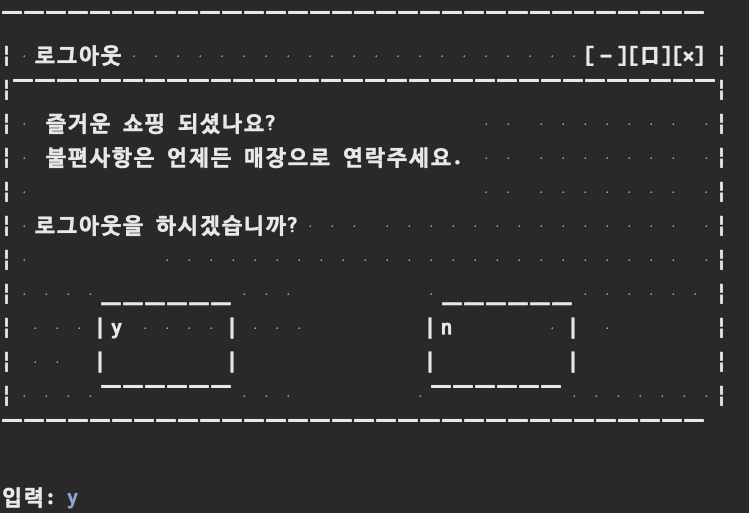 로그아웃 [-][ㅁ][×]
즐거운 쇼핑 되셨나요?
불편사항은 언제든 매장으로 연락주세요.
로그아웃을 하시겠습니까?
y n
입력: y